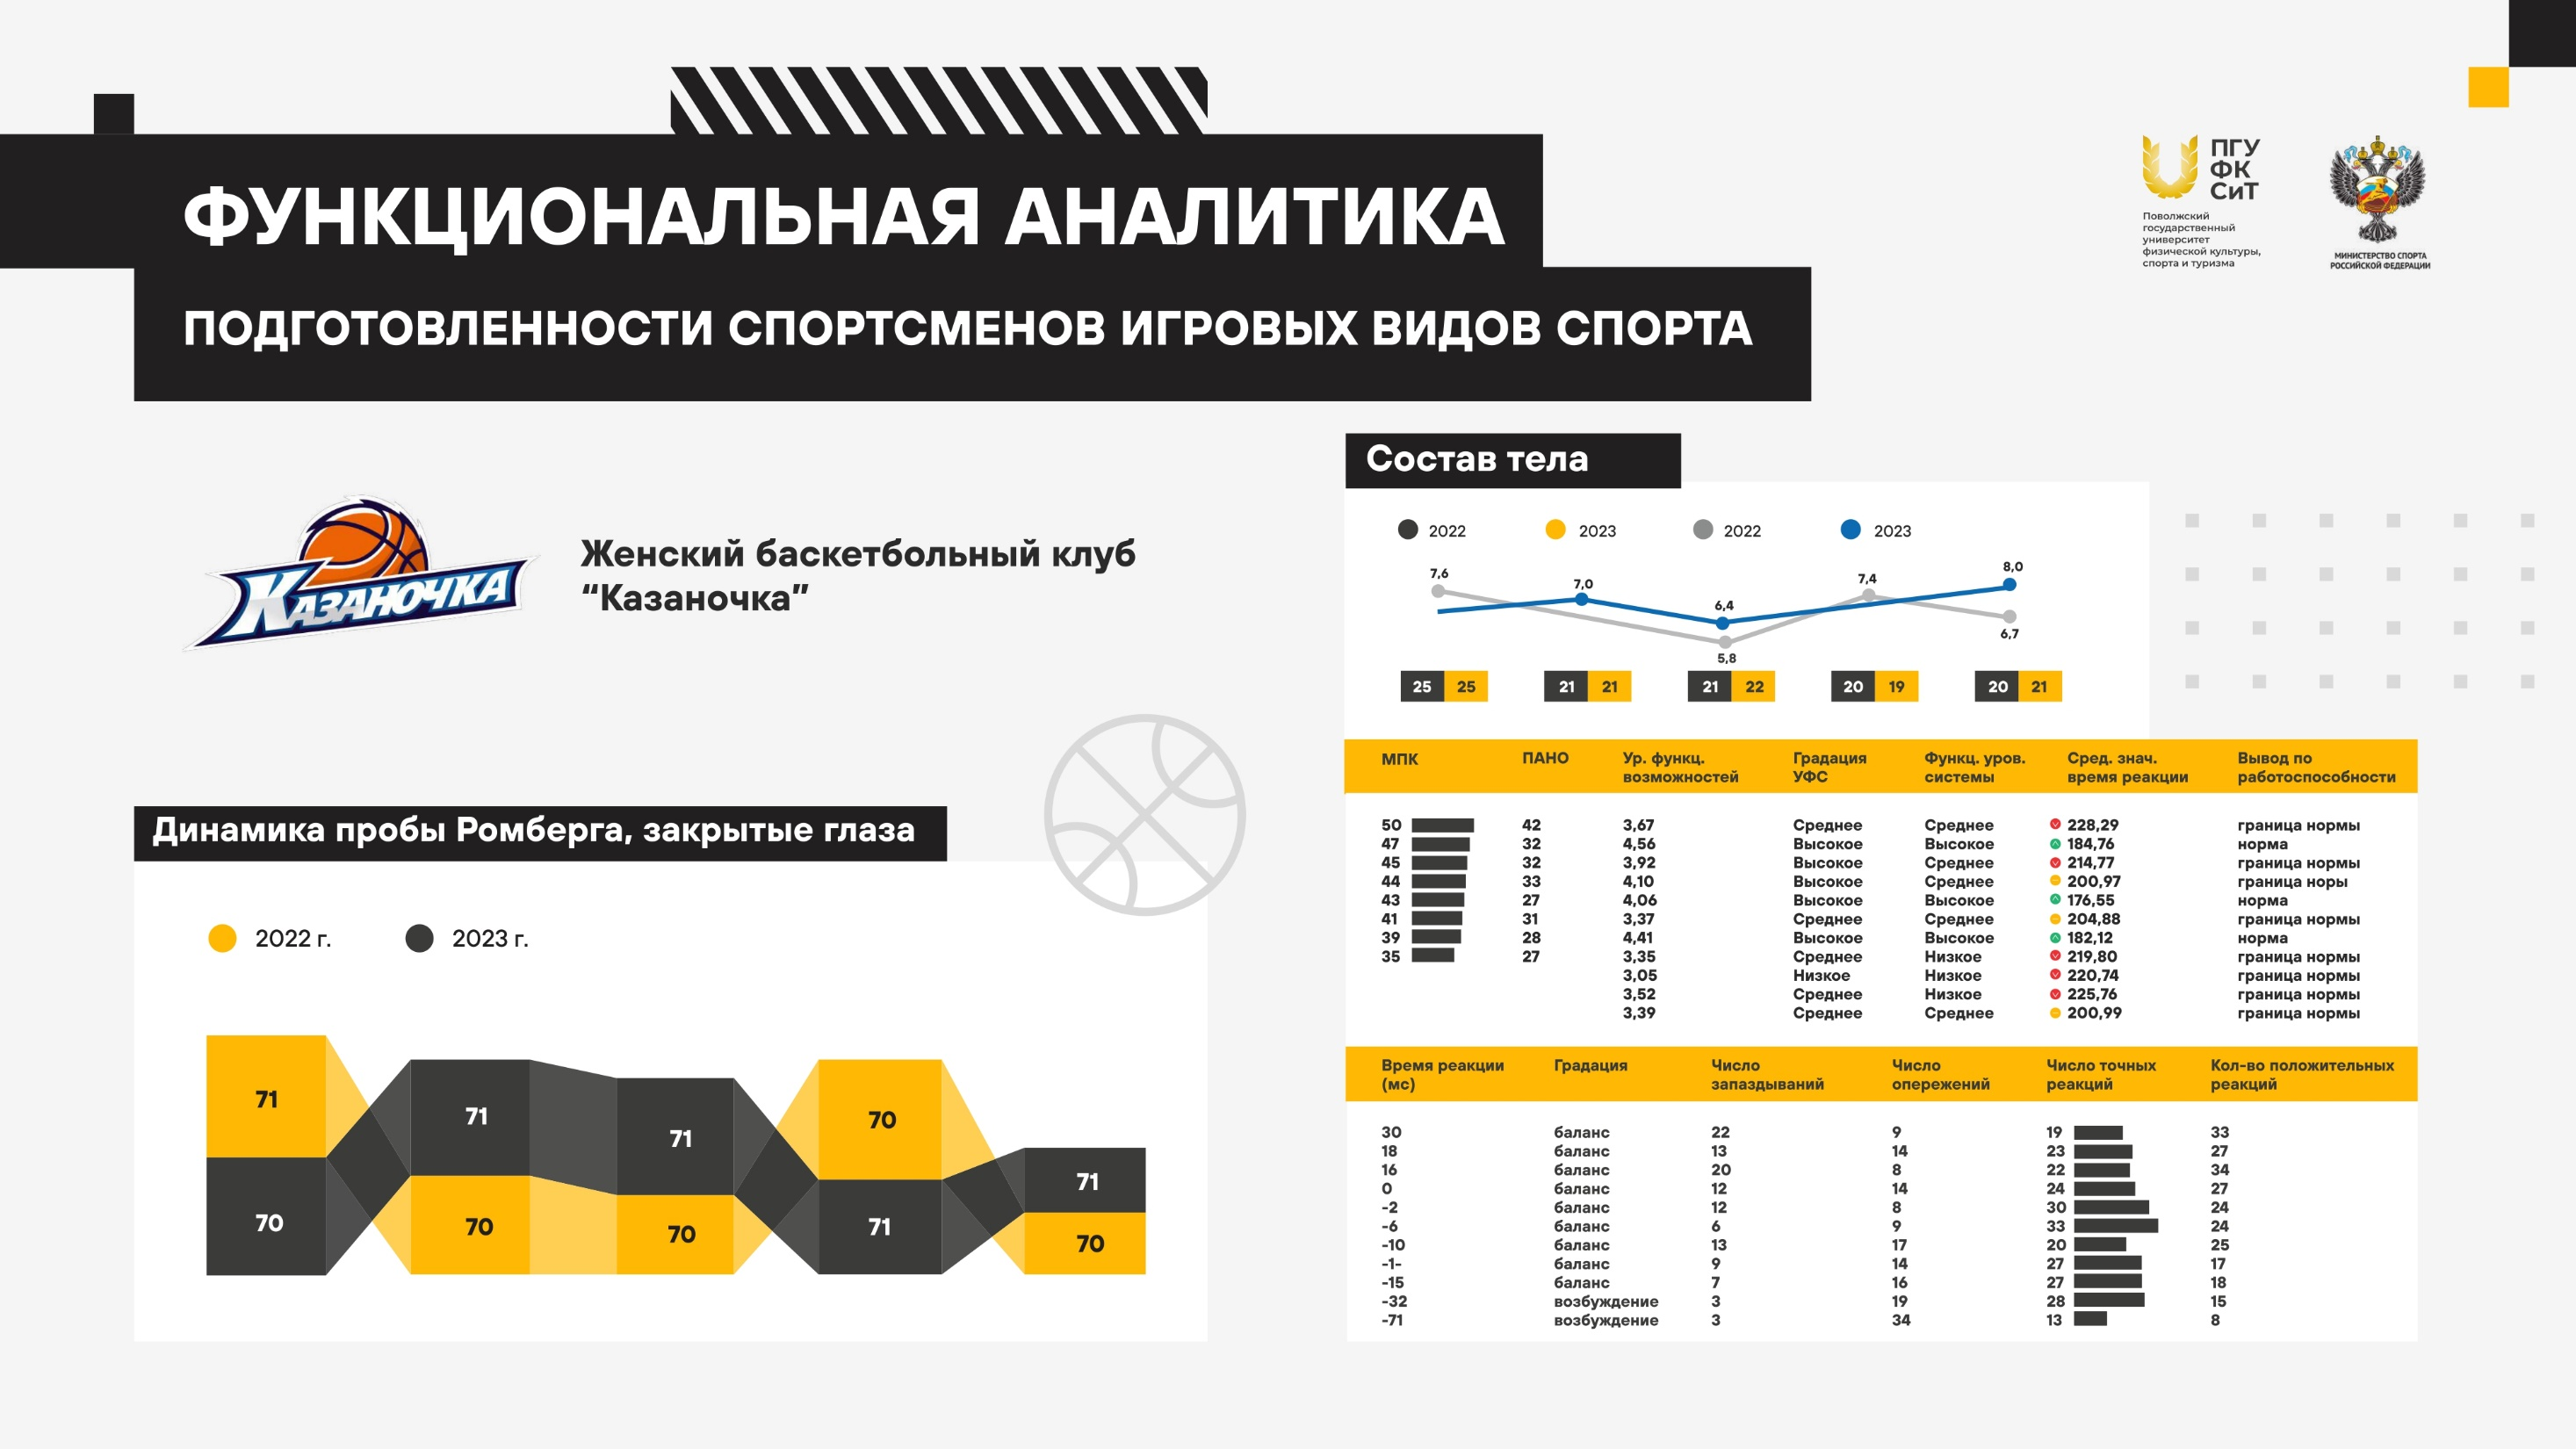 ФУНКЦИОНАЛЬНАЯ АНАЛИТИКА
ПОДГОТОВЛЕННОСТИ СПОРТСМЕНОВ ИГРОВЫХ ВИДОВ СПОРТА
ПГУ
ФК
СиТ
Поволжский
государственный
университет
физической культуры,
спорта и туризма
МИНИСТЕРСТВО СПОРТА
РОССИЙСКОЙ ФЕДЕРАЦИИ
КАЗАНОЧКА
Женский баскетбольный клуб
“Казаночка”
Динамика пробы Ромберга, закрытые глаза
2022 г. 2023 г.
71 71 71 70 71
70 70 70 71 70
Состав тела
2022 2023 2022 2023
7,6 7,0 6,4 7,4 8,0
5,8 6,7
25 25 21 21 21 22 20 19 20 21
МПК ПАНО Ур. функц. Градация Функц. уров. Сред. знач. Вывод по
возможностей УФС системы время реакции работоспособности
50 42 3,67 Среднее Среднее 228,29 граница нормы
47 32 4,56 Высокое Высокое 184,76 норма
45 32 3,92 Высокое Среднее 214,77 граница нормы
44 33 4,10 Высокое Среднее 200,97 граница норы
43 27 4,06 Высокое Высокое 176,55 норма
41 31 3,37 Среднее Среднее 204,88 граница нормы
39 28 4,41 Высокое Высокое 182,12 норма
35 27 3,35 Среднее Низкое 219,80 граница нормы
3,05 Низкое Низкое 220,74 граница нормы
3,52 Среднее Низкое 225,76 граница нормы
3,39 Среднее Среднее 200,99 граница нормы
Время реакции Градация Число Число Число точных Кол-во положительных
(мс) запаздываний опережений реакций реакций
30 баланс 22 9 19 33
18 баланс 13 14 23 27
16 баланс 20 8 22 34
0 баланс 12 14 24 27
-2 баланс 12 8 30 24
-6 баланс 6 9 33 24
-10 баланс 13 17 20 25
-1- баланс 9 14 27 17
-15 баланс 7 16 27 18
-32 возбуждение 3 19 28 15
-71 возбуждение 3 34 13 8